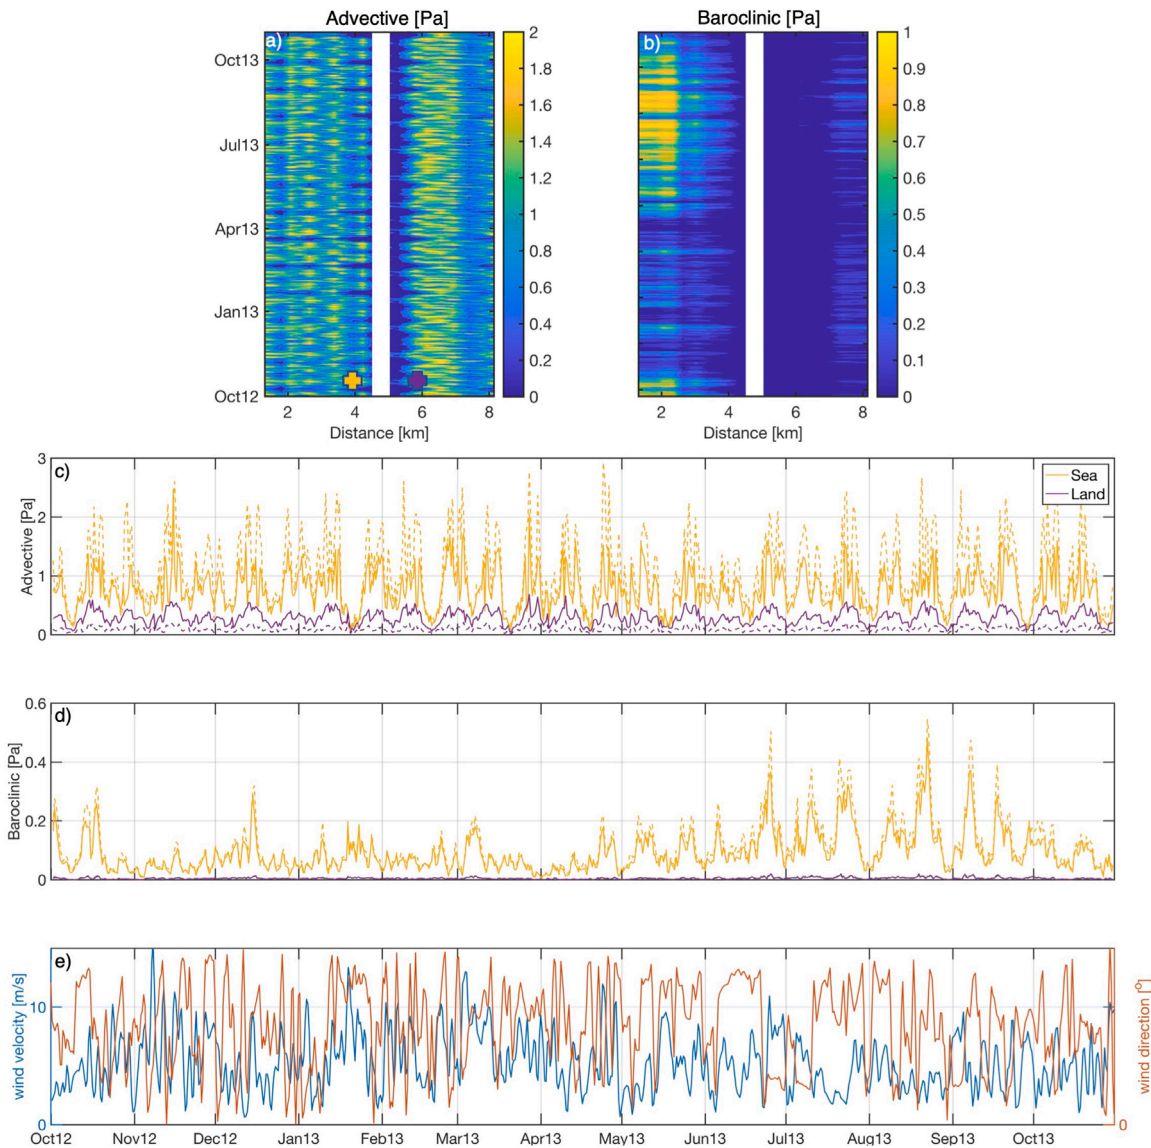 Advective [Pa]
Baroclinic [Pa]
a)
b)
Oct13
Jul13
Apr13
Jan13
Oct12
2
1.8
1.6
1.4
1.2
1
0.8
0.6
0.4
0.2
0
1
0.9
0.8
0.7
0.6
0.5
0.4
0.3
0.2
0.1
0
2 4 6 8
2 4 6 8
Distance [km]
Distance [km]
c)
Advective [Pa]
3
2
1
0
Sea
Land
d)
Baroclinic [Pa]
0.6
0.4
0.2
0
e)
wind velocity [m/s]
10
0
wind direction [°]
0
Oct12 Nov12 Dec12 Jan13 Feb13 Mar13 Apr13 May13 Jun13 Jul13 Aug13 Sep13 Oct13